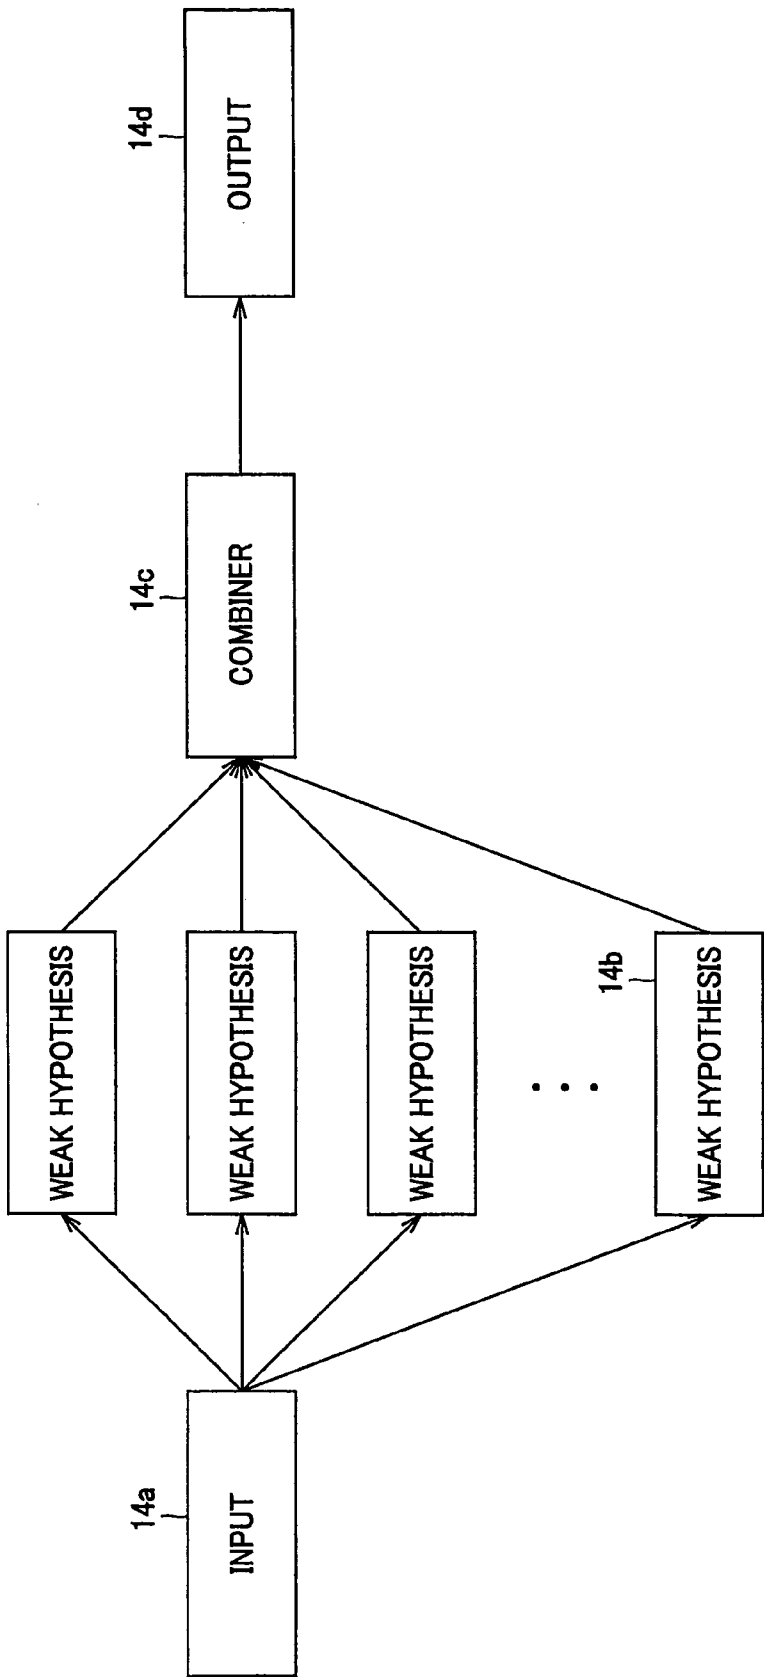 14a
INPUT
WEAK HYPOTHESIS
WEAK HYPOTHESIS
WEAK HYPOTHESIS
. . .
14b
WEAK HYPOTHESIS
14c
COMBINER
14d
OUTPUT